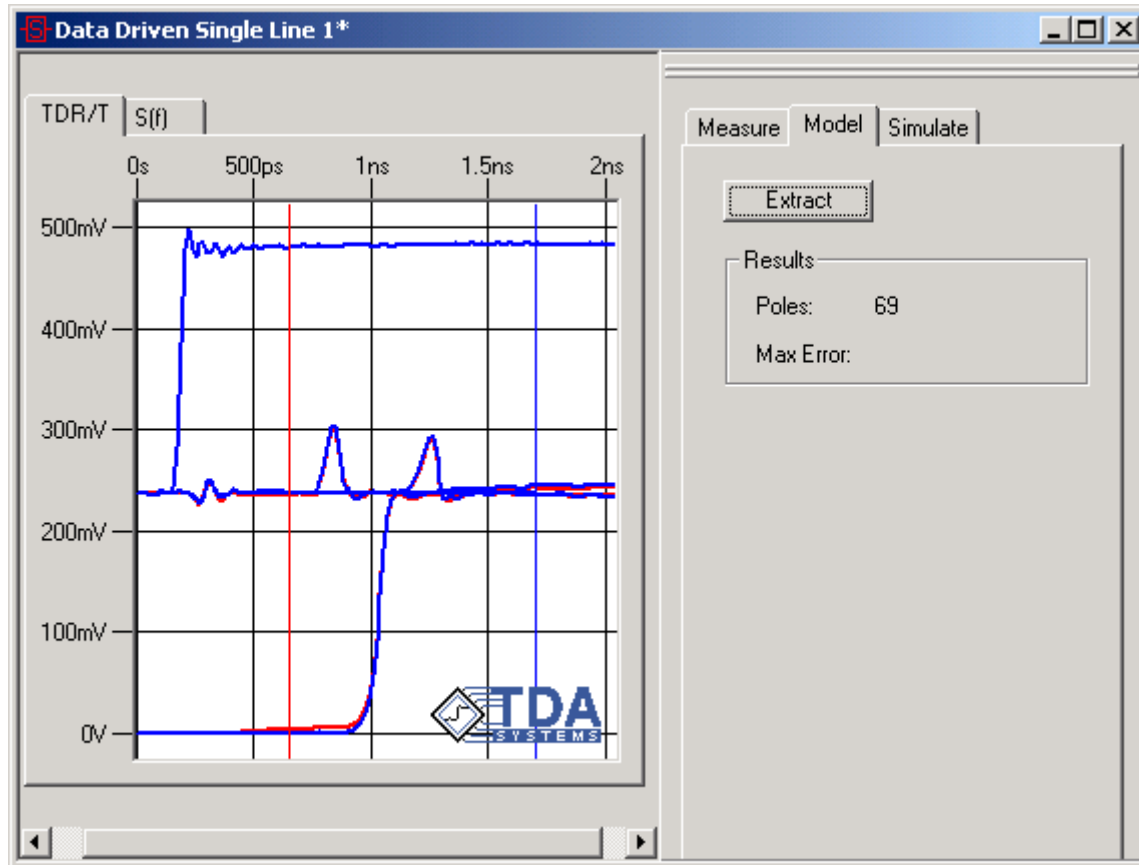 Data Driven Single Line 1*
TDR/T S(f)
0s 500ps 1ns 1.5ns 2ns
500mV
400mV
300mV
200mV
100mV
0V
TDA
SYSTEMS
Measure Model Simulate
Extract
Results
Poles: 69
Max Error: